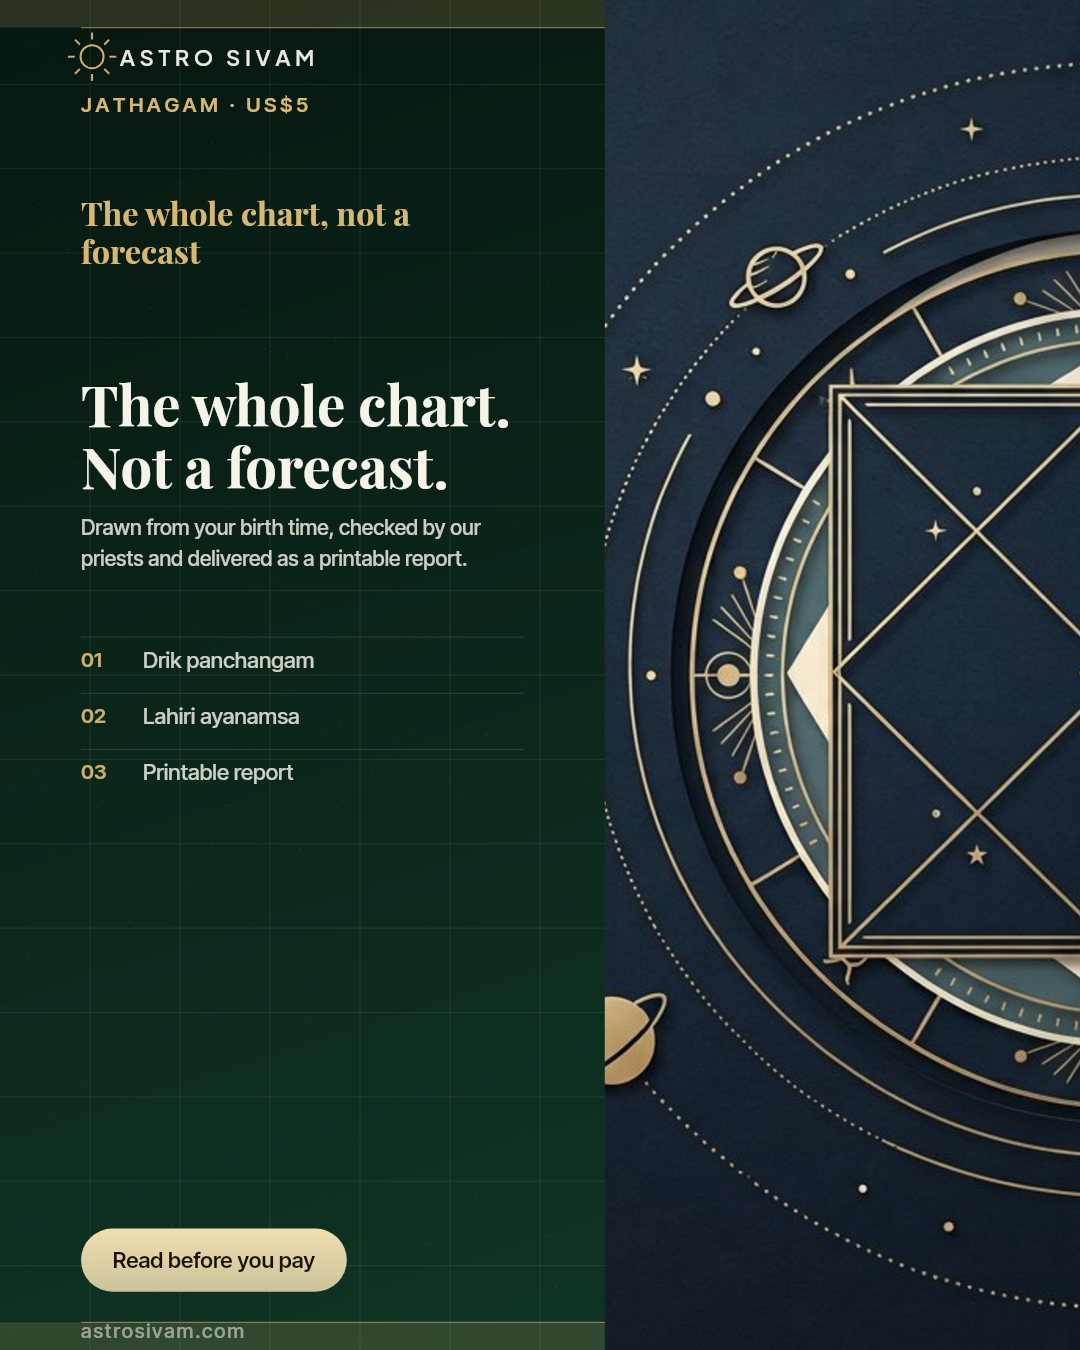 ASTRO SIVAM
JATHAGAM · US$5
The whole chart, not a
forecast
The whole chart.
Not a forecast.
Drawn from your birth time, checked by our
priests and delivered as a printable report.
01 Drik panchangam
02 Lahiri ayanamsa
03 Printable report
Read before you pay
astrosivam.com